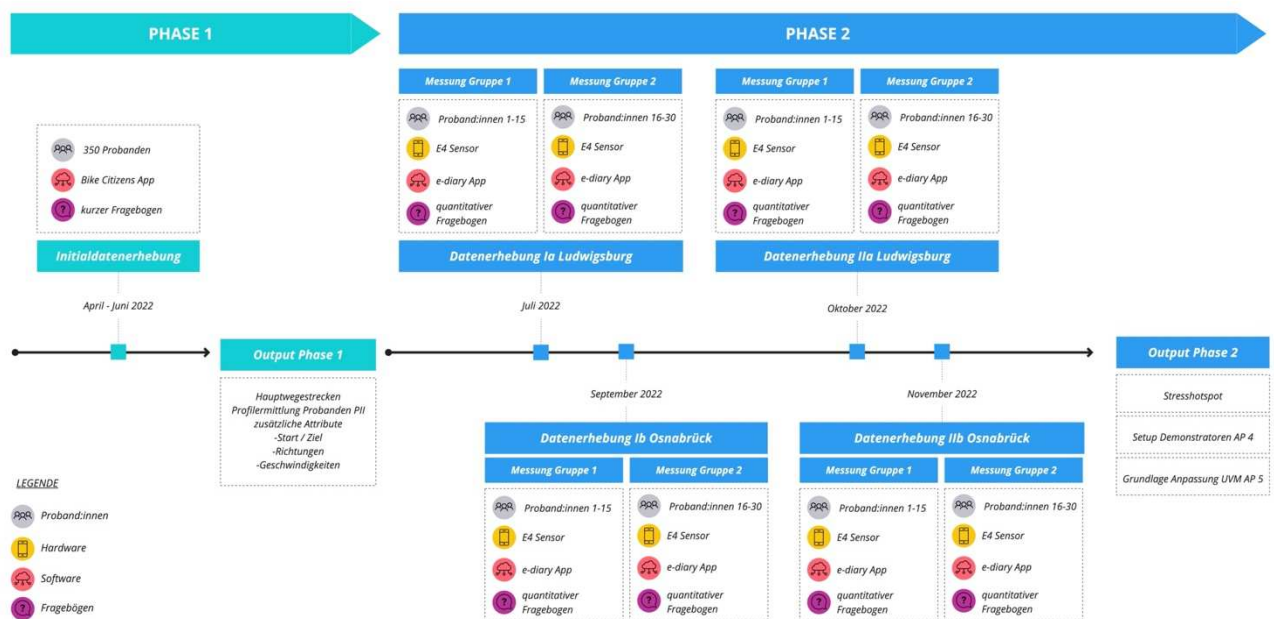 PHASE 1
PHASE 2
350 Probanden
Bike Citizens App
kurzer Fragebogen
Initialdatenerhebung
April - Juni 2022
Messung Gruppe 1
Proband:innen 1-15
E4 Sensor
e-diary App
quantitativer
Fragebogen
Messung Gruppe 2
Proband:innen 16-30
E4 Sensor
e-diary App
quantitativer
Fragebogen
Datenerhebung Ia Ludwigsburg
Juli 2022
Messung Gruppe 1
Proband:innen 1-15
E4 Sensor
e-diary App
quantitativer
Fragebogen
Messung Gruppe 2
Proband:innen 16-30
E4 Sensor
e-diary App
quantitativer
Fragebogen
Datenerhebung IIa Ludwigsburg
Oktober 2022
Output Phase 1
Hauptwegestrecken
Profilermittlung Probanden PII
zusätzliche Attribute
-Start / Ziel
-Richtungen
-Geschwindigkeiten
September 2022
Datenerhebung Ib Osnabrück
Messung Gruppe 1
Proband:innen 1-15
E4 Sensor
e-diary App
quantitativer
Fragebogen
Messung Gruppe 2
Proband:innen 16-30
E4 Sensor
e-diary App
quantitativer
Fragebogen
November 2022
Datenerhebung IIb Osnabrück
Messung Gruppe 1
Proband:innen 1-15
E4 Sensor
e-diary App
quantitativer
Fragebogen
Messung Gruppe 2
Proband:innen 16-30
E4 Sensor
e-diary App
quantitativer
Fragebogen
Output Phase 2
Stresshotspot
Setup Demonstratoren AP 4
Grundlage Anpassung UVM AP 5
LEGENDE
Proband:innen
Hardware
Software
Fragebögen